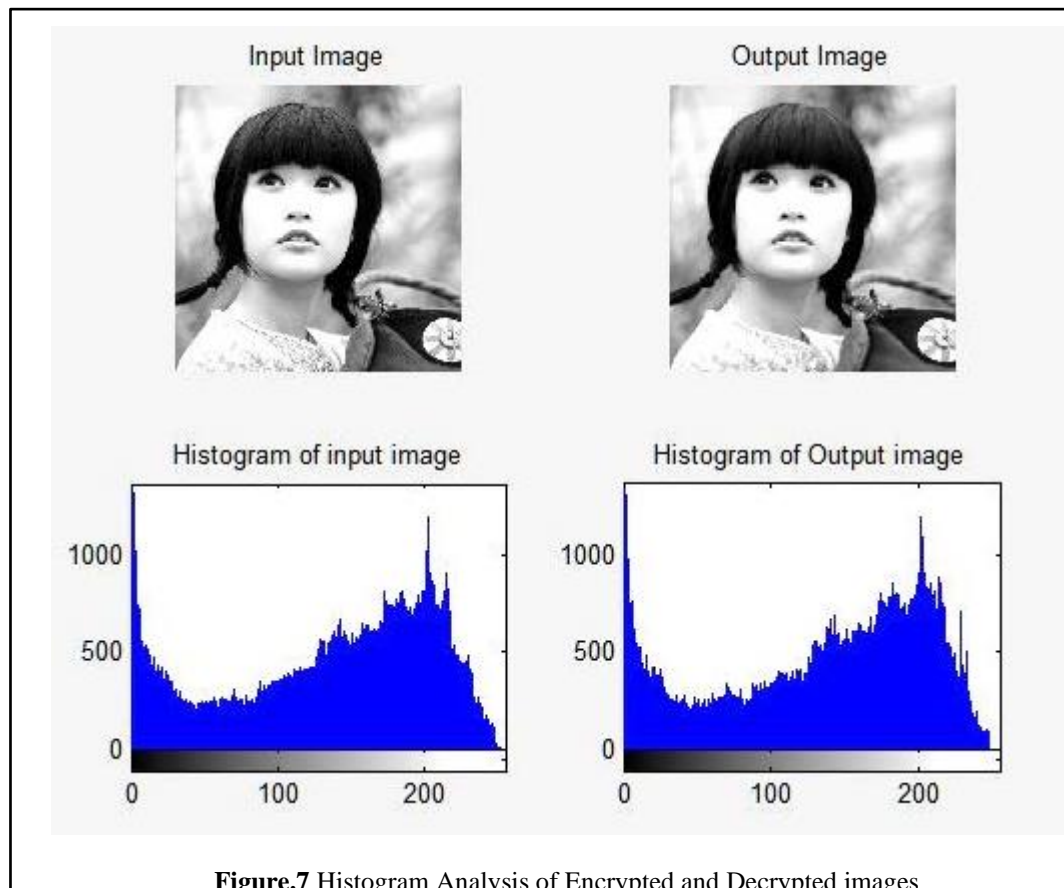 Input Image
Output Image
Histogram of input image
Histogram of Output image
1000
500
0
0 100 200
1000
500
0
0 100 200
Figure.7 Histogram Analysis of Encrypted and Decrypted images